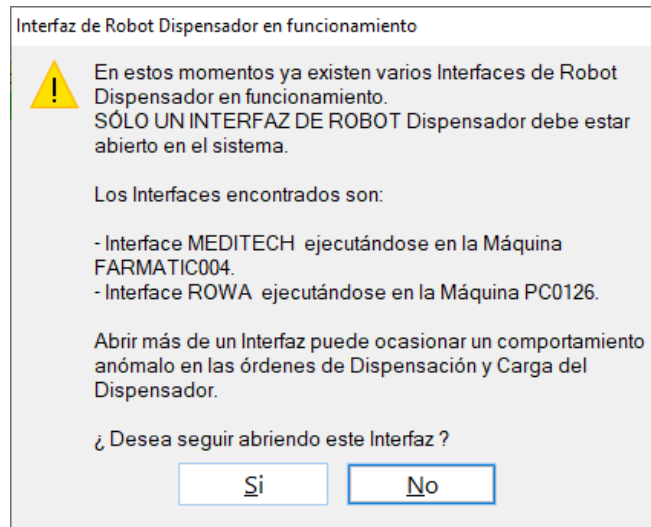 Interfaz de Robot Dispensador en funcionamiento
En estos momentos ya existen varios Interfaces de Robot
Dispensador en funcionamiento.
SÓLO UN INTERFAZ DE ROBOT Dispensador debe estar
abierto en el sistema.
Los Interfaces encontrados son:
- Interface MEDITECH  ejecutándose en la Máquina
FARMATIC004.
- Interface ROWA  ejecutándose en la Máquina PC0126.
Abrir más de un Interfaz puede ocasionar un comportamiento
anómalo en las órdenes de Dispensación y Carga del
Dispensador.
¿ Desea seguir abriendo este Interfaz ?
Si
No